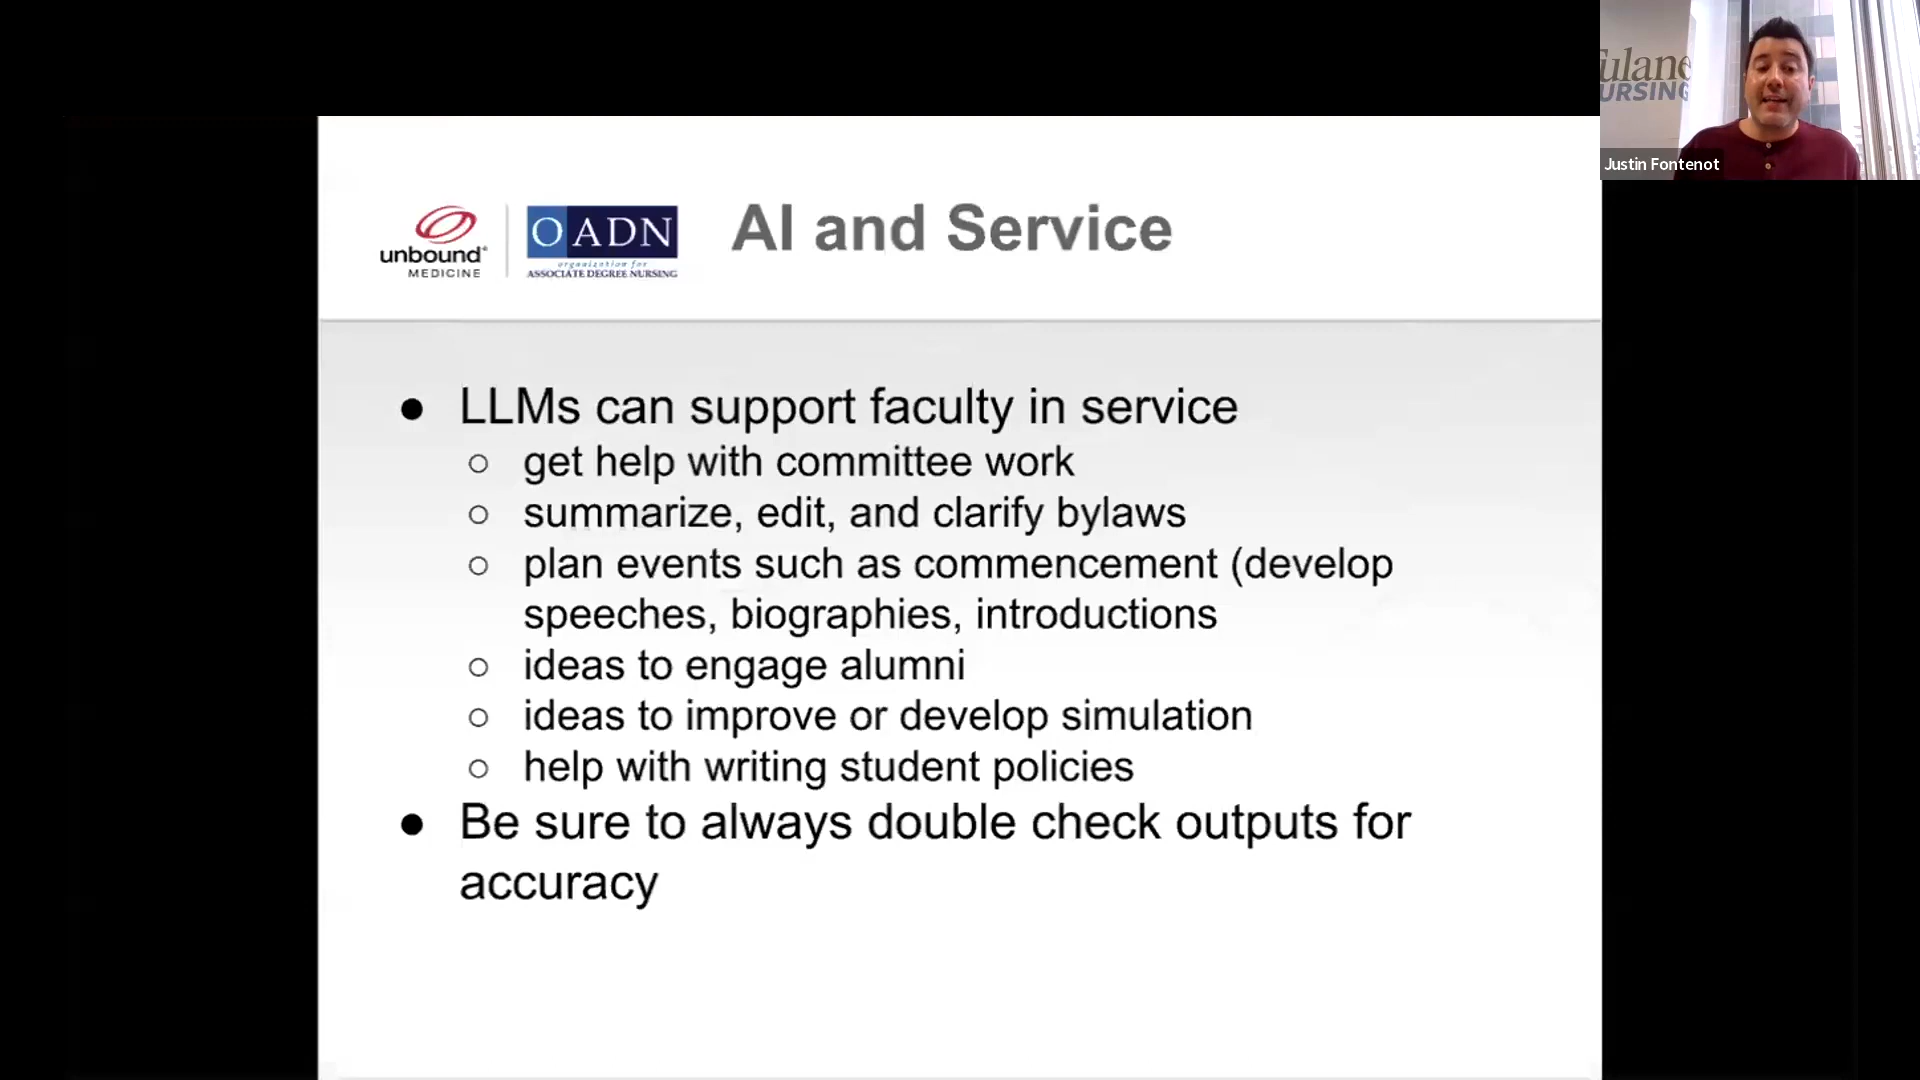 ulane
URSING
Justin Fontenot
unbound
MEDICINE
OADN
organization for
ASSOCIATE DEGREE NURSING
AI and Service
● LLMs can support faculty in service
○ get help with committee work
○ summarize, edit, and clarify bylaws
○ plan events such as commencement (develop
speeches, biographies, introductions
○ ideas to engage alumni
○ ideas to improve or develop simulation
○ help with writing student policies
● Be sure to always double check outputs for
accuracy